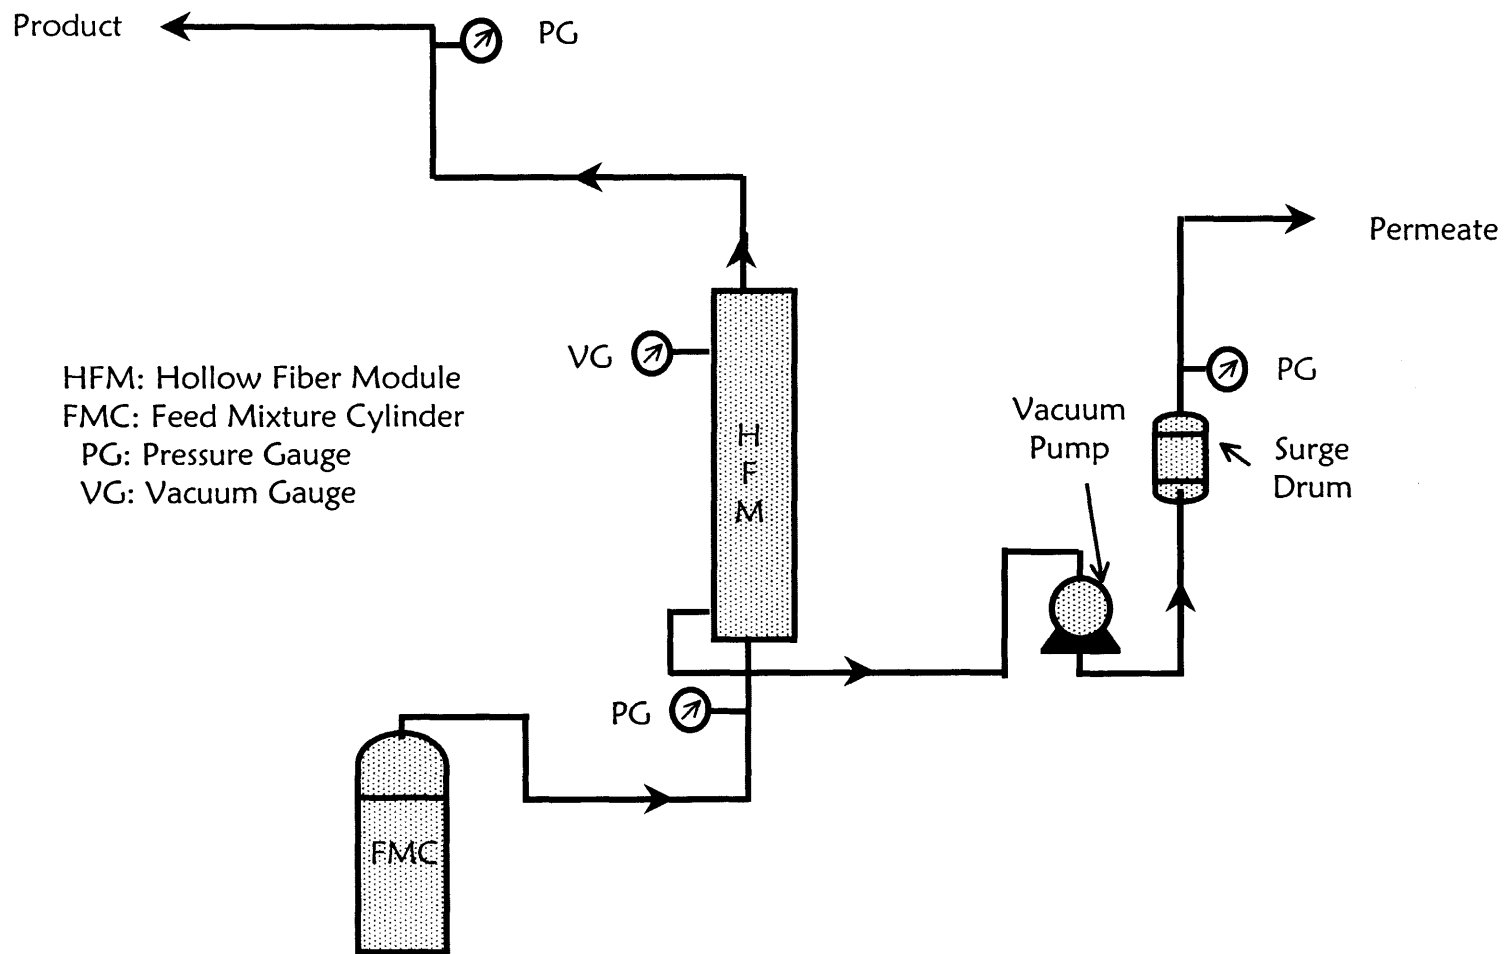 Product
PG
Permeate
VG
PG
HFM: Hollow Fiber Module
FMC: Feed Mixture Cylinder
PG: Pressure Gauge
VG: Vacuum Gauge
Vacuum
Pump
H
F
M
Surge
Drum
PG
FMC